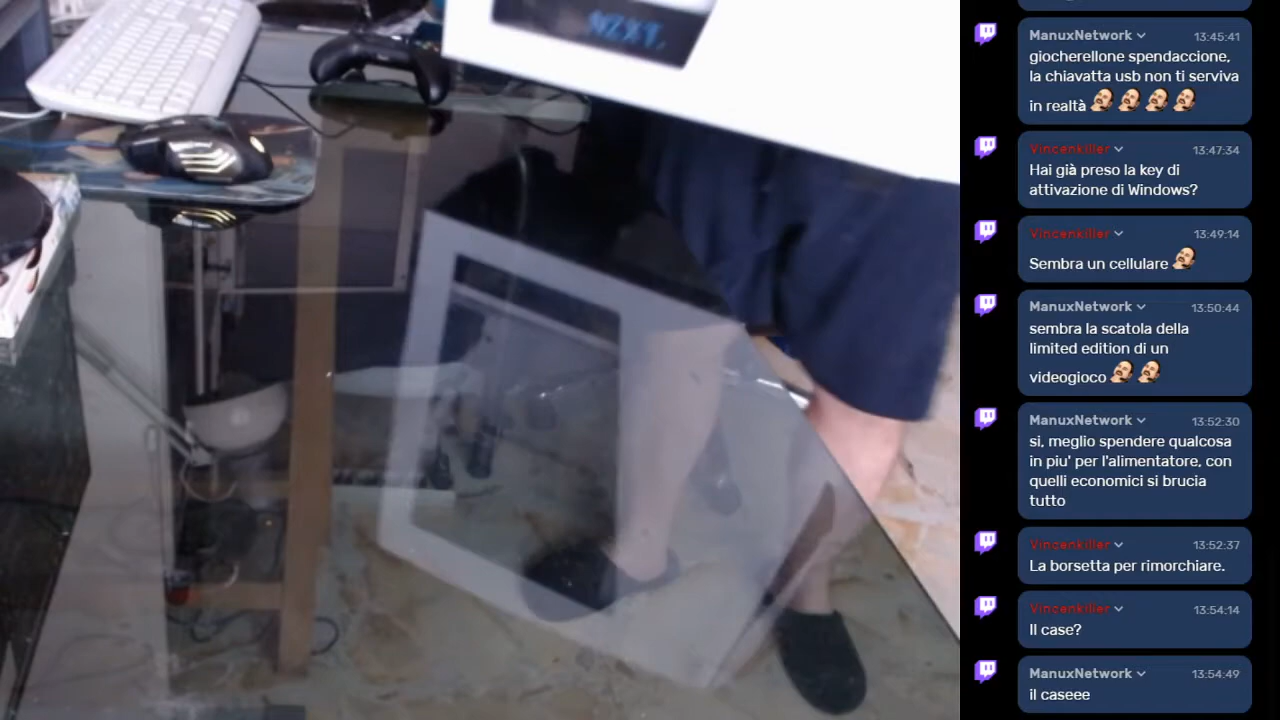 NZXT
ManuxNetwork 13:45:41
giocherellone spendaccione,
la chiavatta usb non ti serviva
in realtà
Vincenkiller 13:47:34
Hai già preso la key di
attivazione di Windows?
Vincenkiller 13:49:14
Sembra un cellulare
ManuxNetwork 13:50:44
sembra la scatola della
limited edition di un
videogioco
ManuxNetwork 13:52:30
si, meglio spendere qualcosa
in piu' per l'alimentatore, con
quelli economici si brucia
tutto
Vincenkiller 13:52:37
La borsetta per rimorchiare.
Vincenkiller 13:54:14
Il case?
ManuxNetwork 13:54:49
il caseee